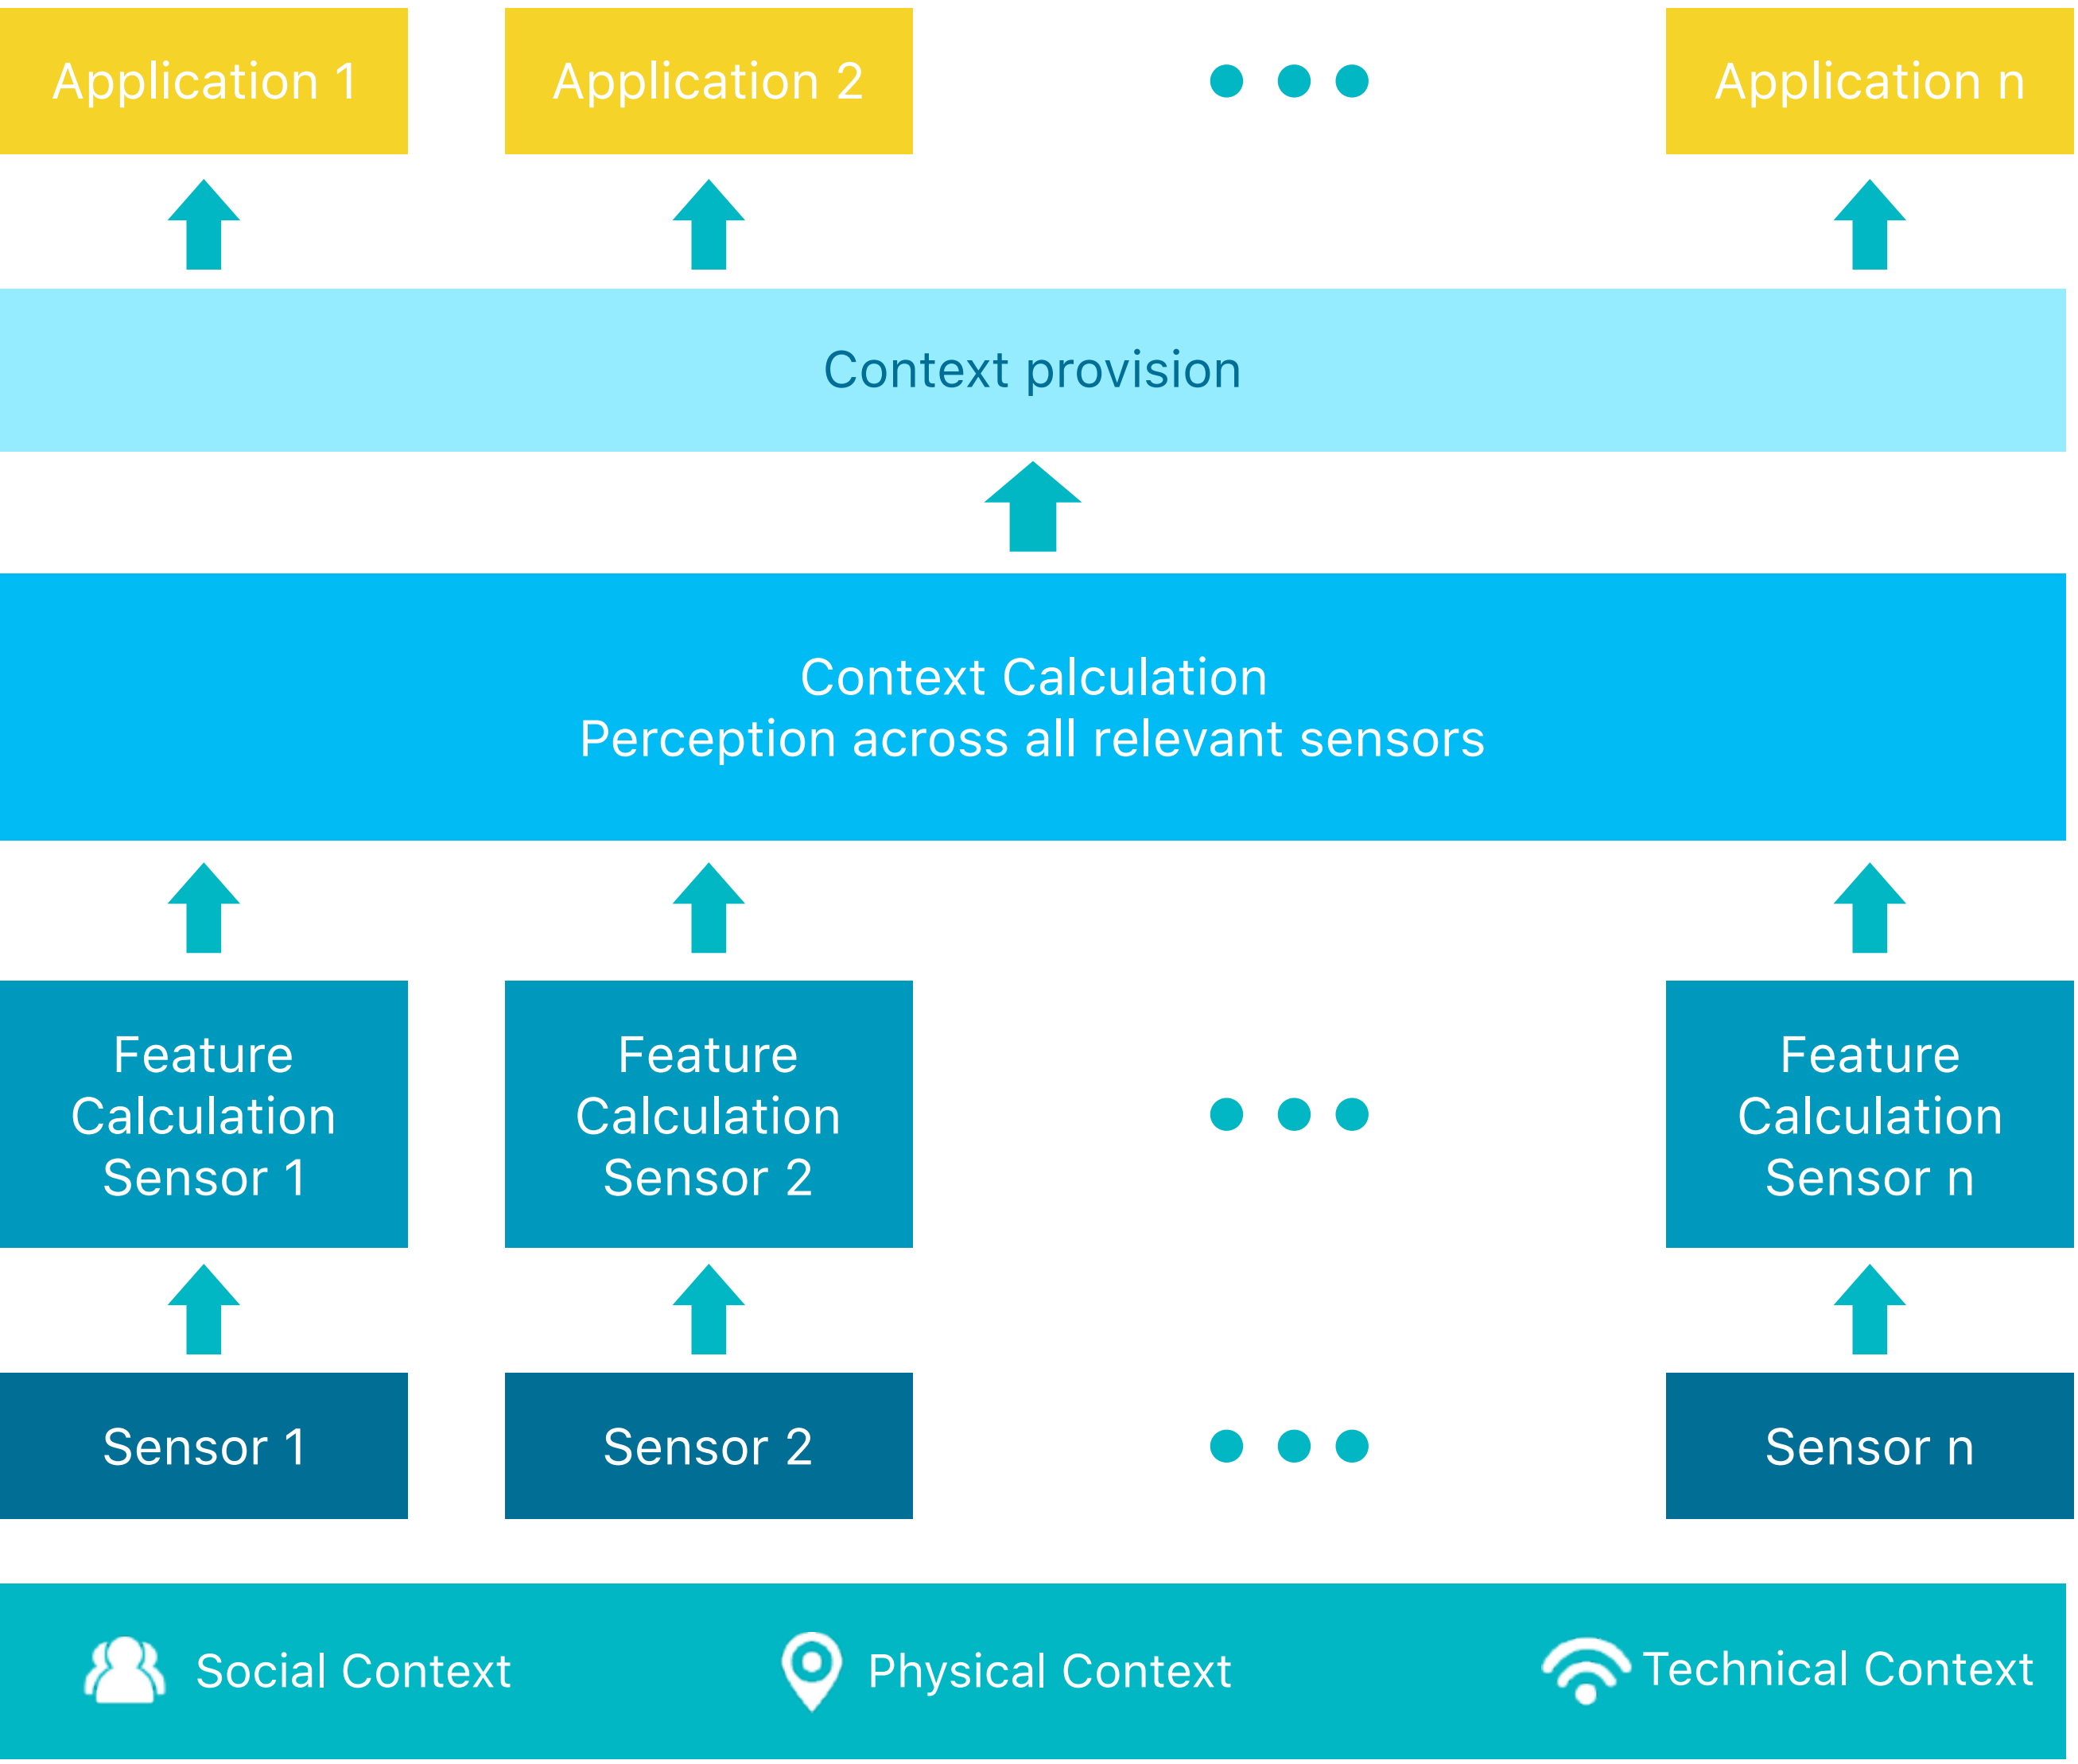 Application 1
Application 2
Application n
Context provision
Context Calculation
Perception across all relevant sensors
Feature
Calculation
Sensor 1
Feature
Calculation
Sensor 2
Feature
Calculation
Sensor n
Sensor 1
Sensor 2
Sensor n
Social Context
Physical Context
Technical Context